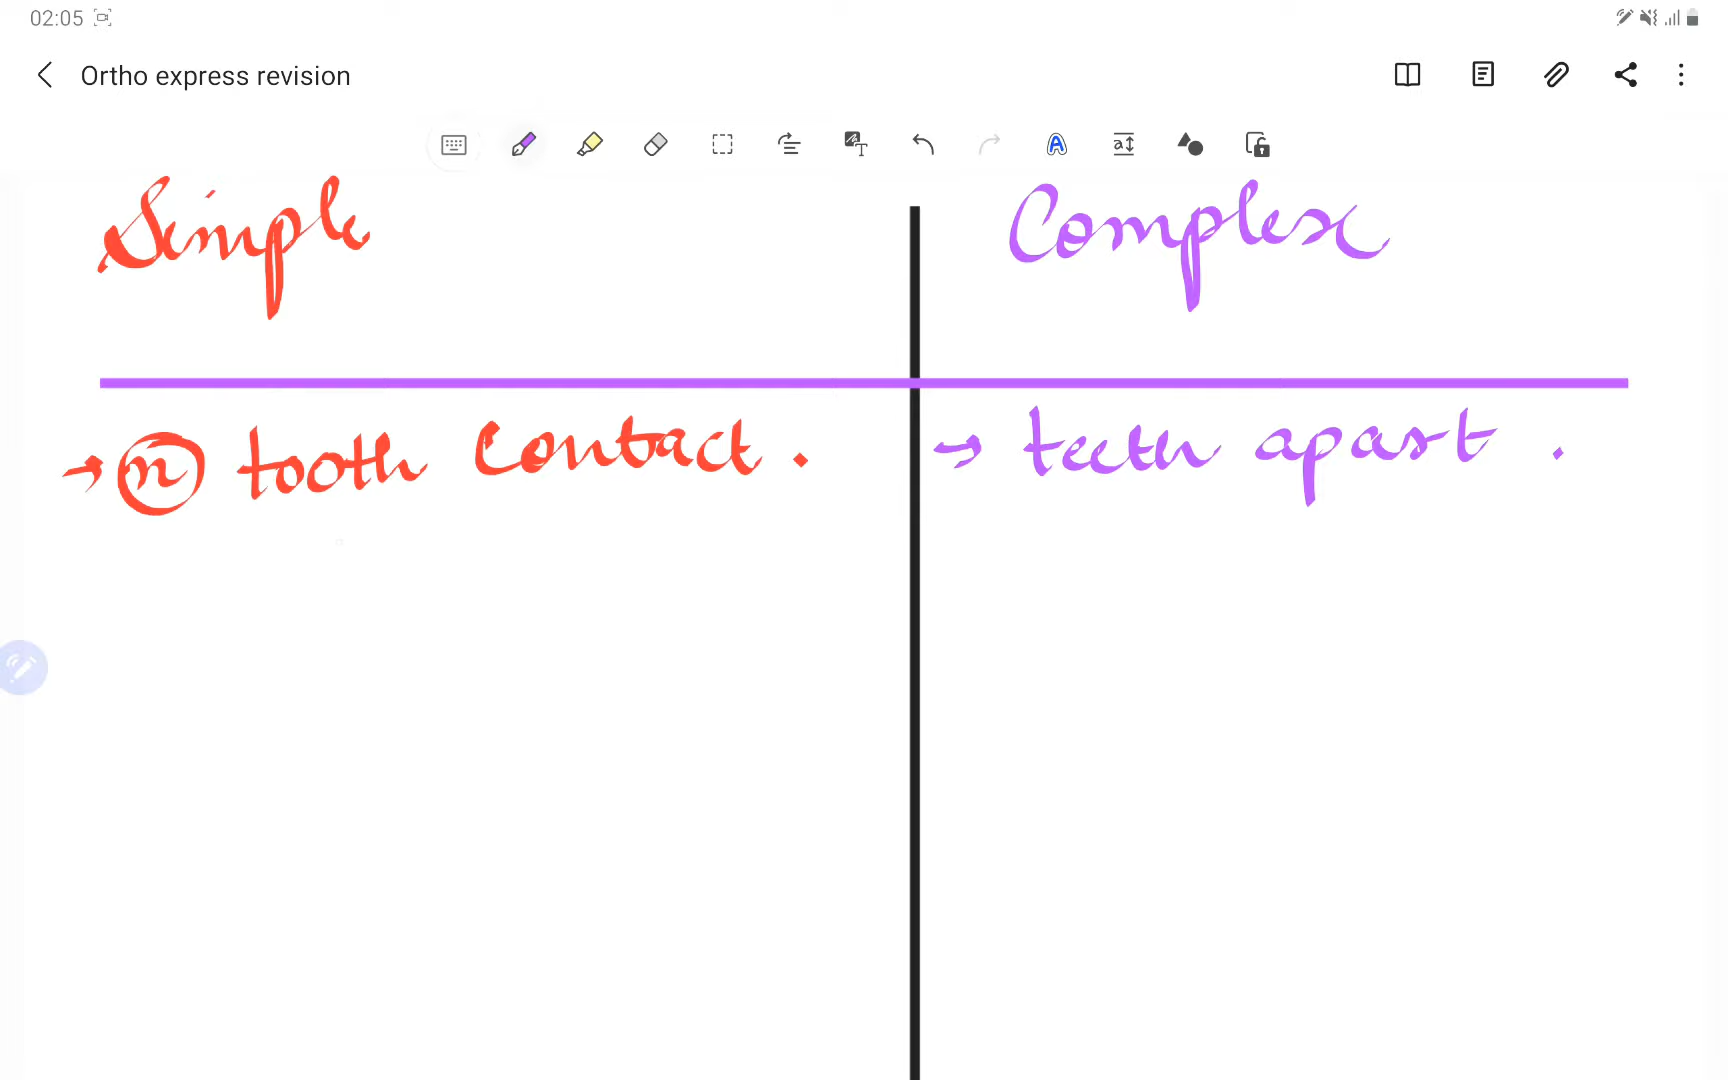 02:05
Ortho express revision
Simple
Complex
→ (n) tooth contact.
→ teeth apart.